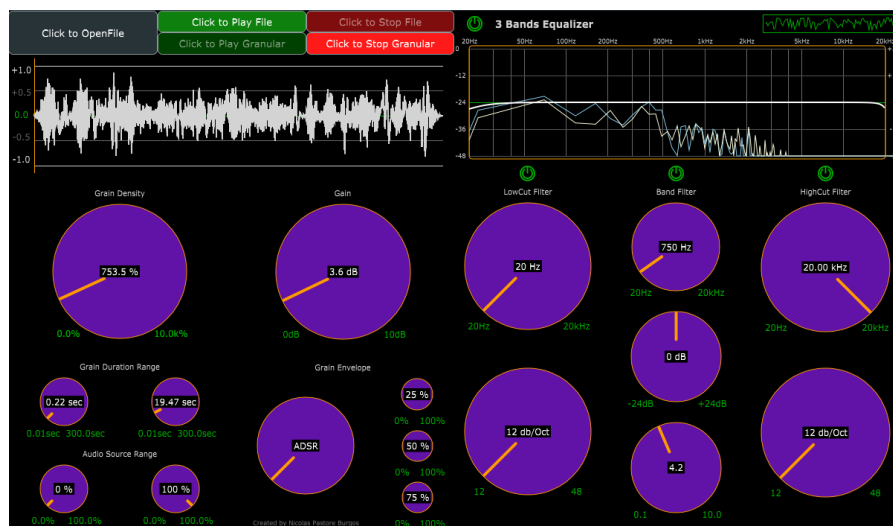 Click to OpenFile
Click to Play File
Click to Stop File
Click to Play Granular
Click to Stop Granular
3 Bands Equalizer
20Hz 50Hz 100Hz 200Hz 500Hz 1kHz 2kHz 5kHz 10kHz 20kHz
0
-12
-24
-36
-48
+1.0
+0.5
0.0
-0.5
-1.0
Grain Density
753.5 %
0.0% 10.0k%
Gain
3.6 dB
0dB 10dB
LowCut Filter
20 Hz
20Hz 20kHz
Band Filter
750 Hz
20Hz 20kHz
HighCut Filter
20.00 kHz
20Hz 20kHz
0 dB
-24dB +24dB
Grain Duration Range
0.22 sec
0.01sec 300.0sec
19.47 sec
0.01sec 300.0sec
Grain Envelope
ADSR
25 %
0% 100%
50 %
0% 100%
75 %
0% 100%
12 db/Oct
12 48
4.2
0.1 10.0
12 db/Oct
12 48
Audio Source Range
0 %
0.0% 100.0%
100 %
0.0% 100.0%
Created by Nicolas Pastore Burgos